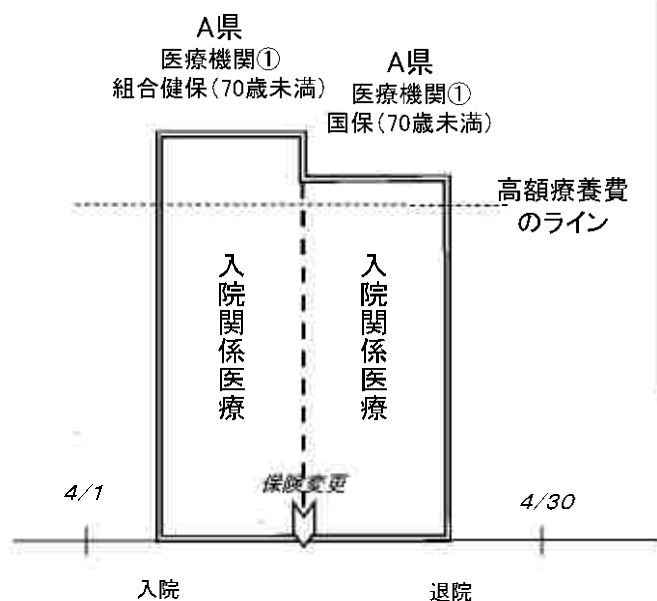 A県
医療機関①
組合健保(70歳未満)
A県
医療機関①
国保(70歳未満)
高額療養費
のライン
入院関係医療
入院関係医療
保険変更
4/1
4/30
入院
退院